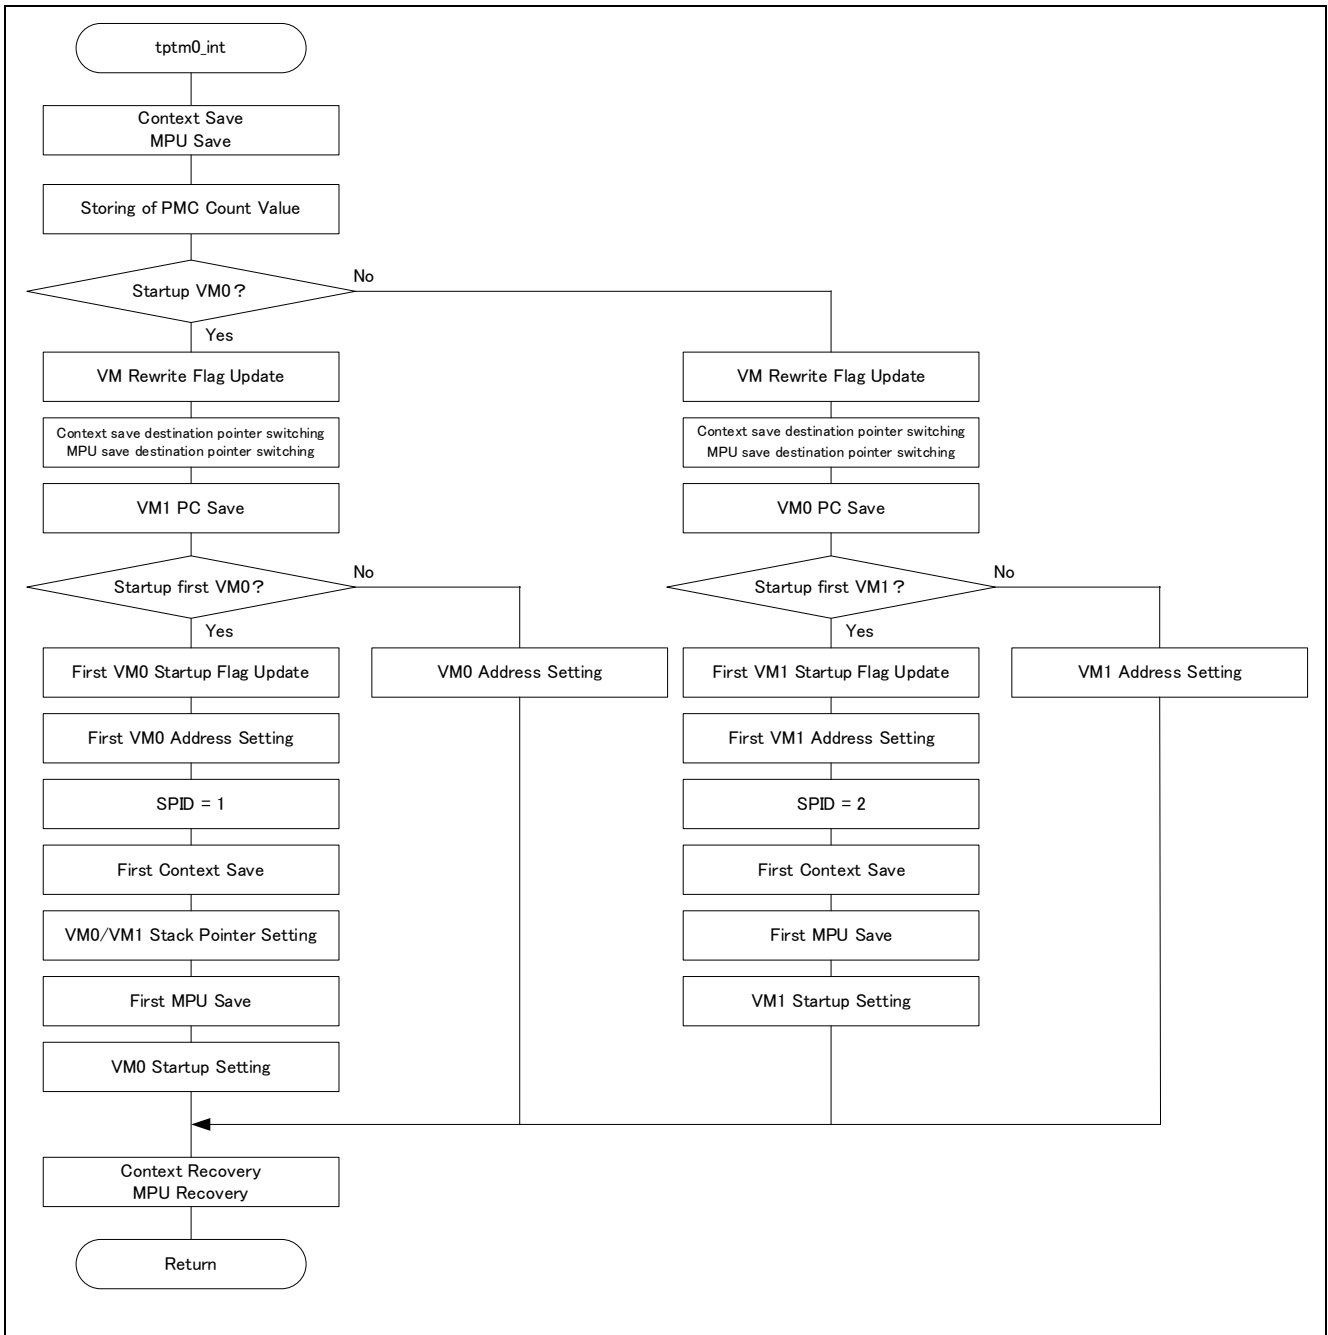 tptm0_int
Context Save
MPU Save
Storing of PMC Count Value
Startup VM0?
No
Yes
VM Rewrite Flag Update
VM Rewrite Flag Update
Context save destination pointer switching
MPU save destination pointer switching
Context save destination pointer switching
MPU save destination pointer switching
VM1 PC Save
VM0 PC Save
Startup first VM0?
No
Startup first VM1?
No
Yes
Yes
First VM0 Startup Flag Update
VM0 Address Setting
First VM1 Startup Flag Update
VM1 Address Setting
First VM0 Address Setting
First VM1 Address Setting
SPID = 1
SPID = 2
First Context Save
First Context Save
VM0/VM1 Stack Pointer Setting
First MPU Save
First MPU Save
VM1 Startup Setting
VM0 Startup Setting
Context Recovery
MPU Recovery
Return